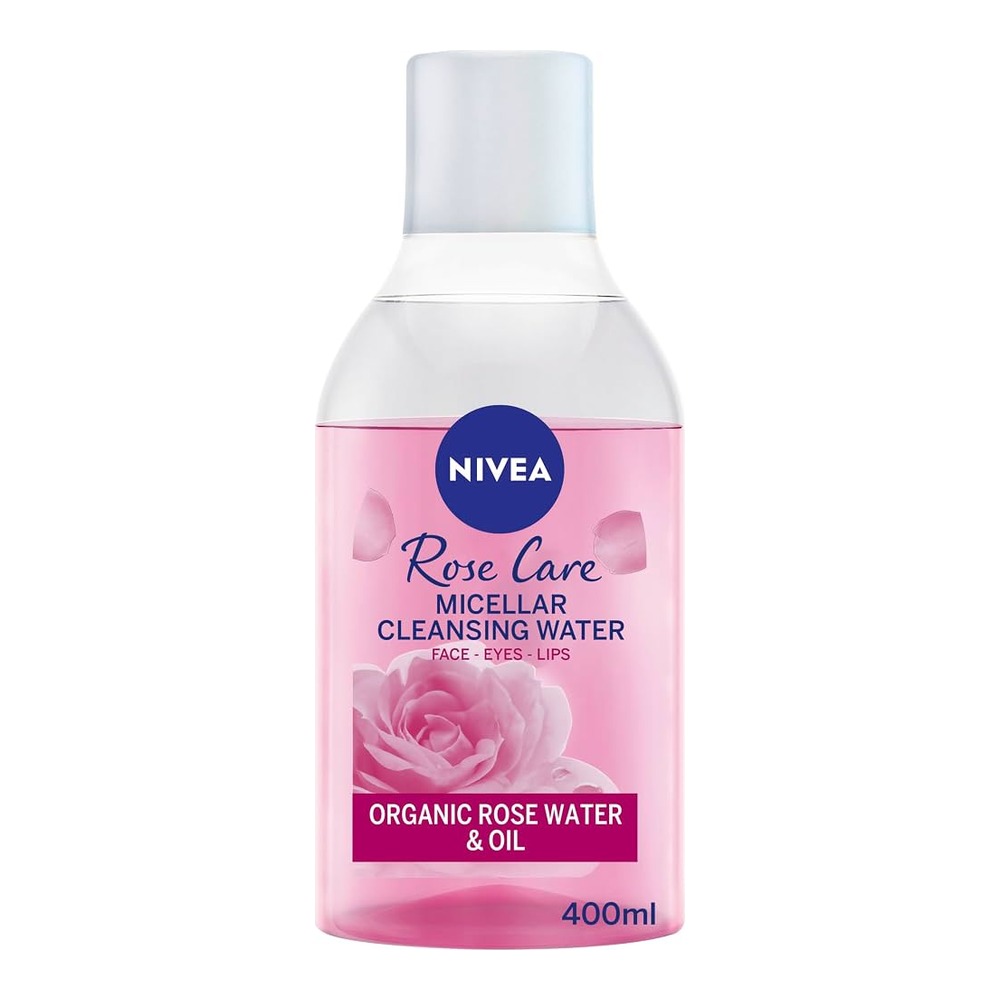 NIVEA
Rose Care
MICELLAR
CLEANSING WATER
FACE - EYES - LIPS
ORGANIC ROSE WATER
& OIL
400ml